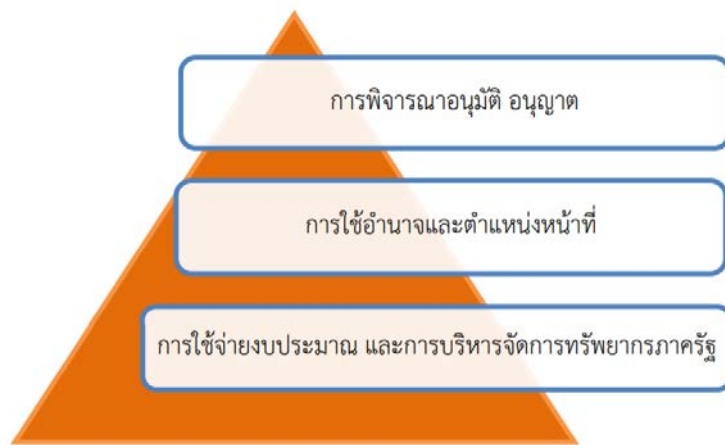 การพิจารณาอนุมัติ อนุญาต
การใช้อำนาจและตำแหน่งหน้าที่
การใช้จ่ายงบประมาณ และการบริหารจัดการทรัพยากรภาครัฐ